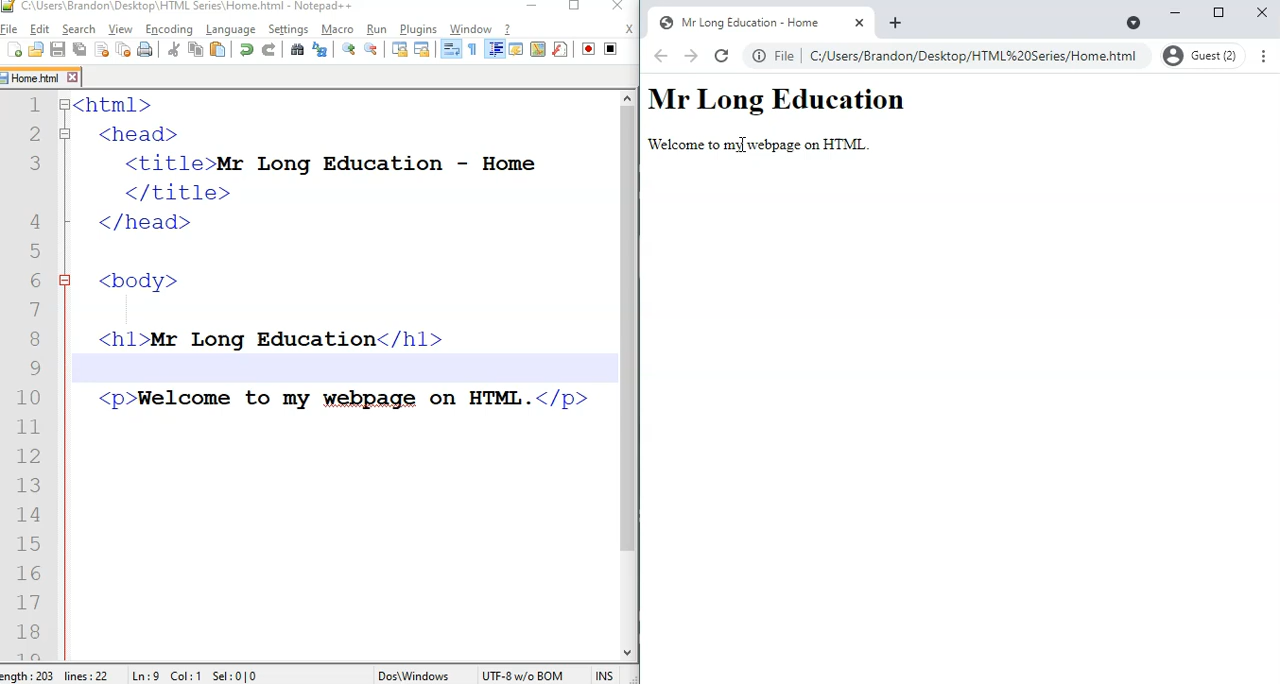 C:\Users\Brandon\Desktop\HTML Series\Home.html - Notepad++
File Edit Search View Encoding Language Settings Macro Run Plugins Window ? X
Home.html
1 <html>
2 <head>
3 <title>Mr Long Education - Home
</title>
4 </head>
5
6 <body>
7
8 <h1>Mr Long Education</h1>
9
10 <p>Welcome to my webpage on HTML.</p>
11
12
13
14
15
16
17
18
19
ength : 203 lines : 22 Ln : 9 Col : 1 Sel : 0 | 0 Dos\Windows UTF-8 w/o BOM INS
Mr Long Education - Home
File C:/Users/Brandon/Desktop/HTML%20Series/Home.html Guest (2)
Mr Long Education
Welcome to my webpage on HTML.